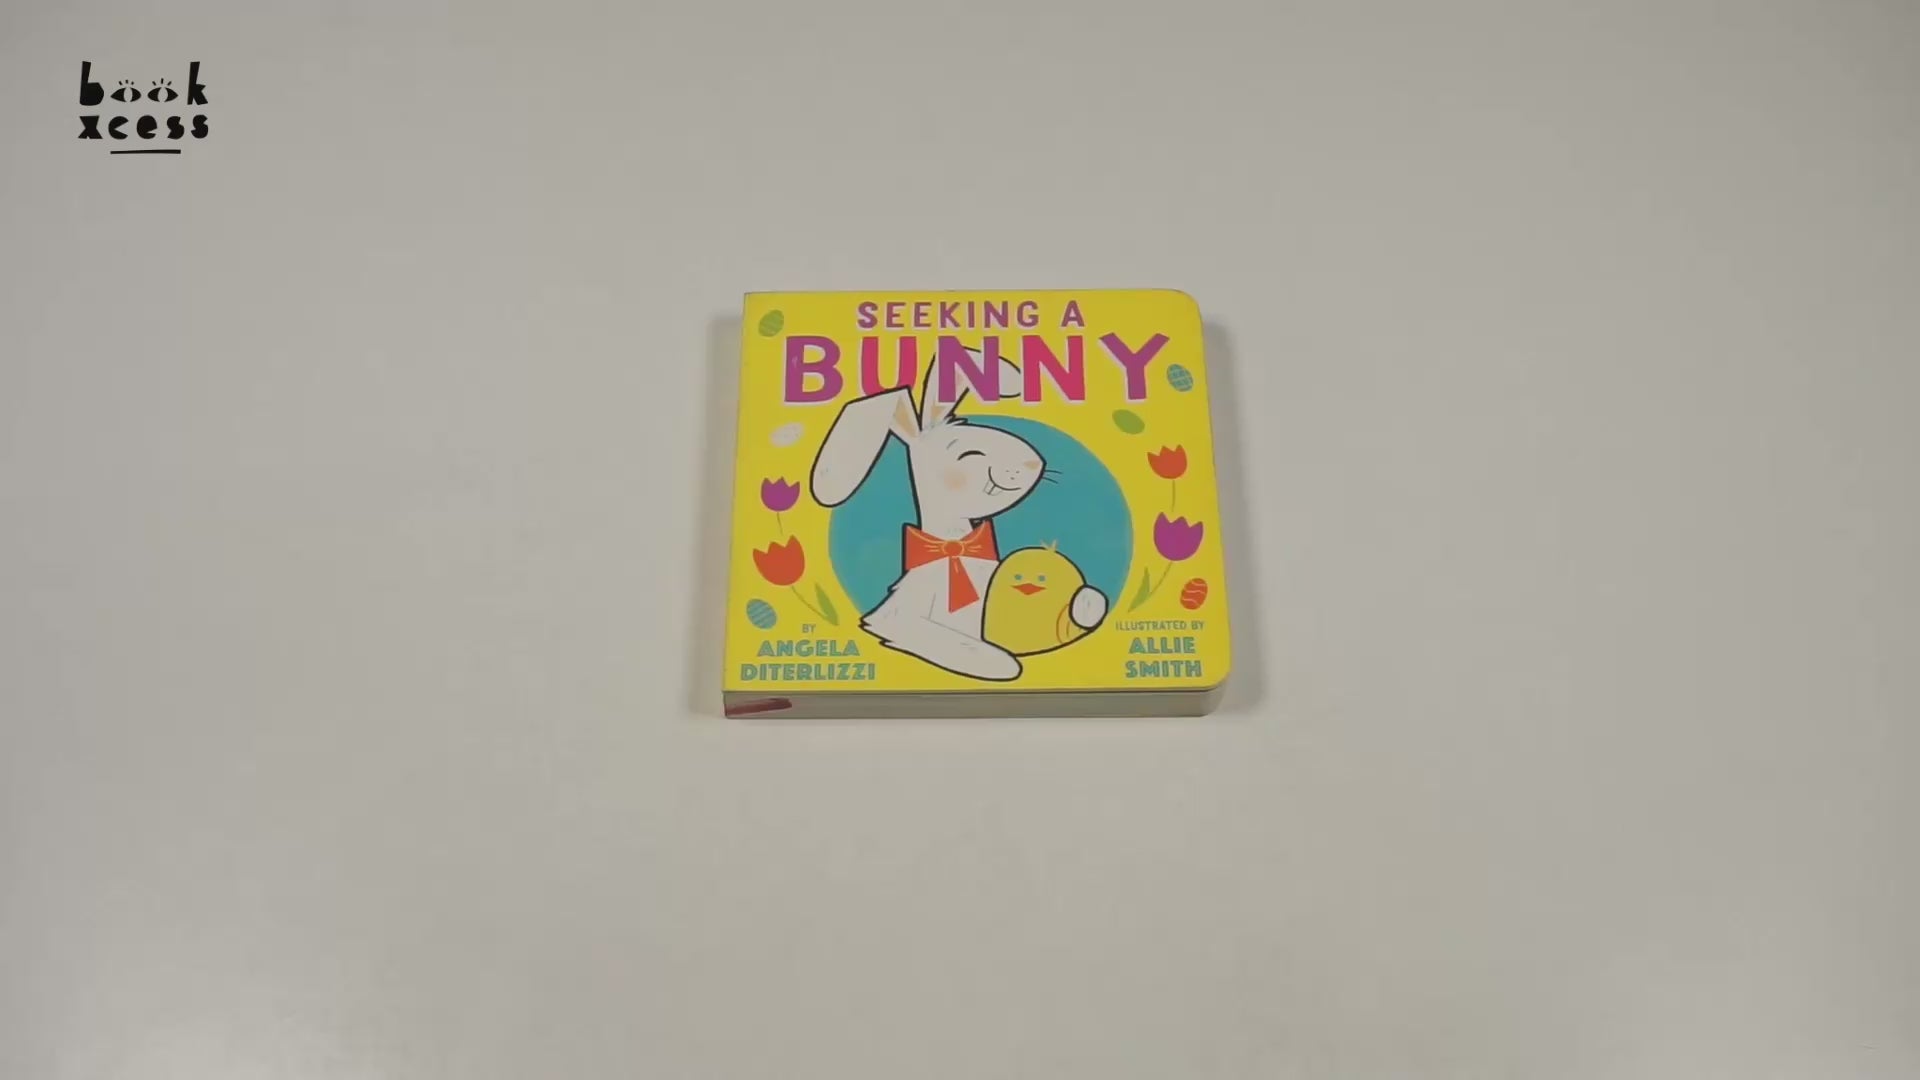 book
xcess
SEEKING A
BUNNY
BY
ANGELA
DITERLIZZI
ILLUSTRATED BY
ALLIE
SMITH